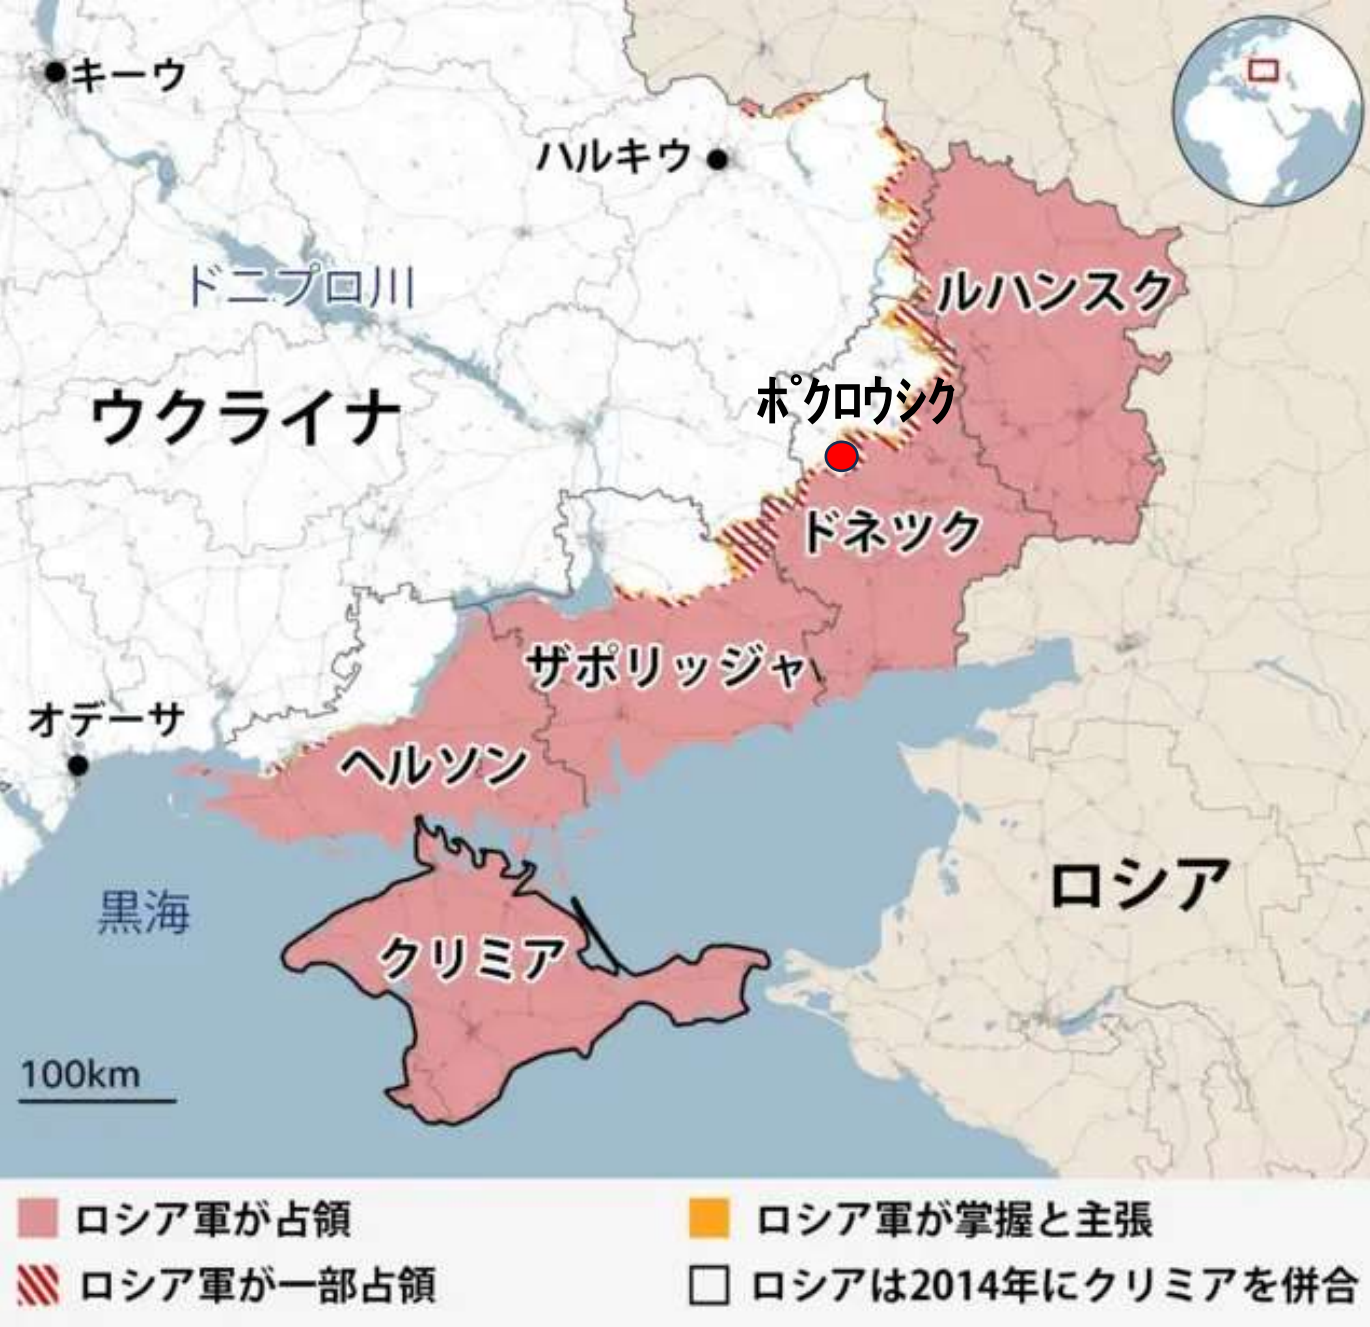 キーウ
ハルキウ
ドニプロ川
ルハンスク
ウクライナ
ポクロウシク
ドネツク
ザポリッジャ
オデーサ
ヘルソン
ロシア
黒海
クリミア
100km
ロシア軍が占領
ロシア軍が掌握と主張
ロシア軍が一部占領
ロシアは2014年にクリミアを併合